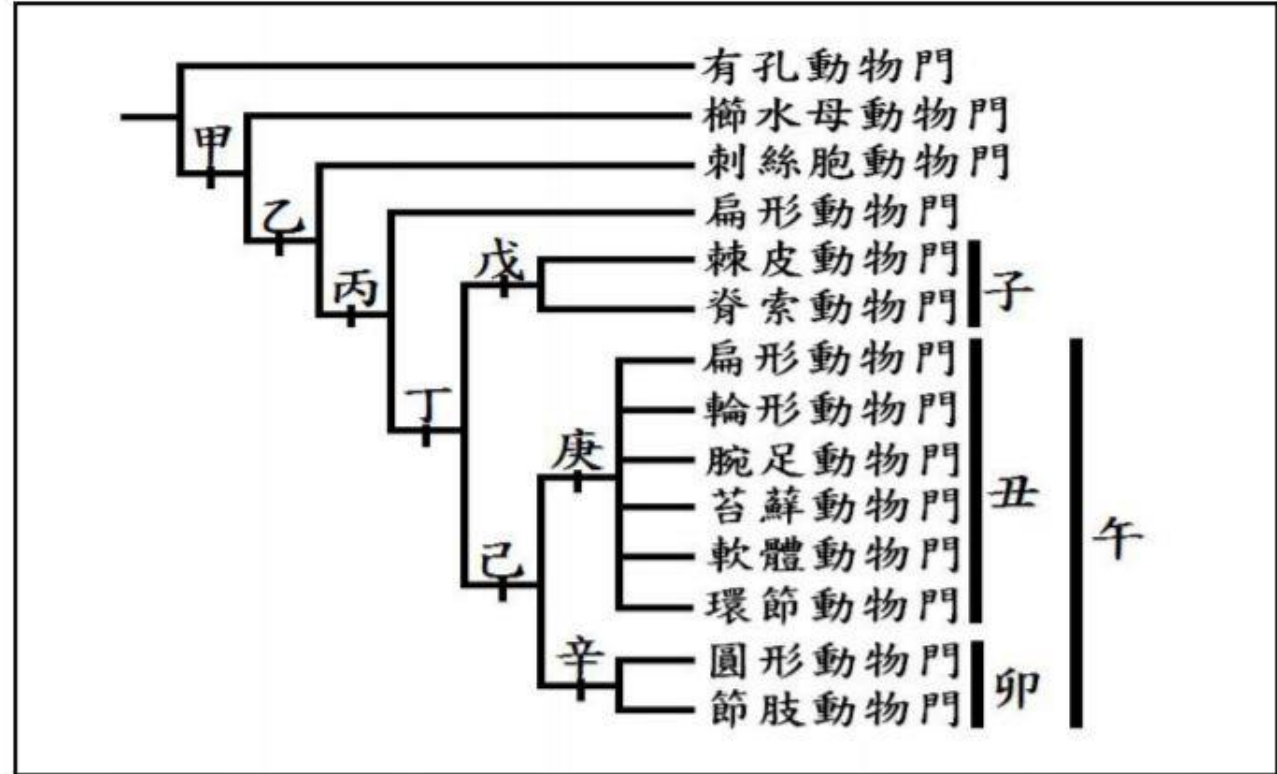 有孔動物門
櫛水母動物門
甲
刺絲胞動物門
乙
扁形動物門
戊
棘皮動物門
丙
脊索動物門
子
扁形動物門
丁
輪形動物門
庚
腕足動物門
苔蘚動物門
丑
午
己
軟體動物門
環節動物門
辛
圓形動物門
卯
節肢動物門